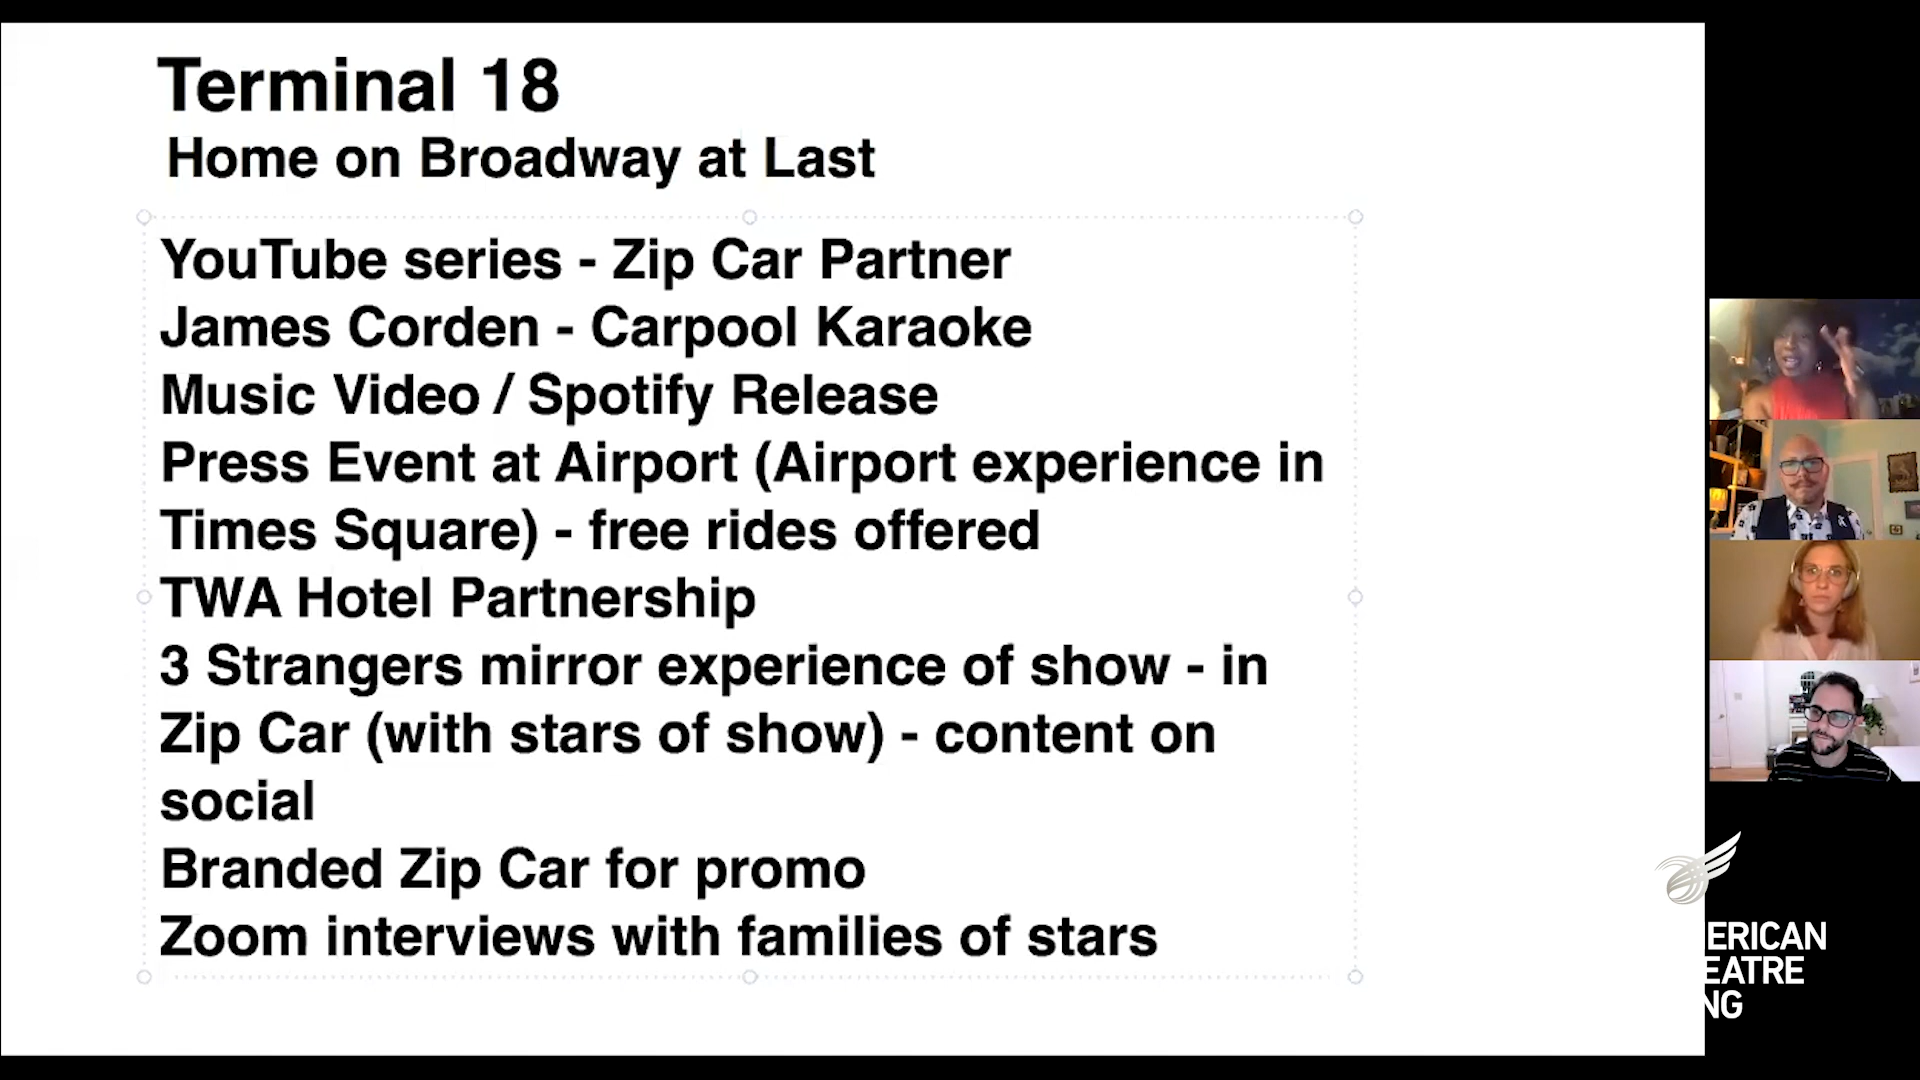 Terminal 18
Home on Broadway at Last
YouTube series - Zip Car Partner
James Corden - Carpool Karaoke
Music Video / Spotify Release
Press Event at Airport (Airport experience in
Times Square) - free rides offered
TWA Hotel Partnership
3 Strangers mirror experience of show - in
Zip Car (with stars of show) - content on
social
Branded Zip Car for promo
Zoom interviews with families of stars
ERICAN
EATRE
NG